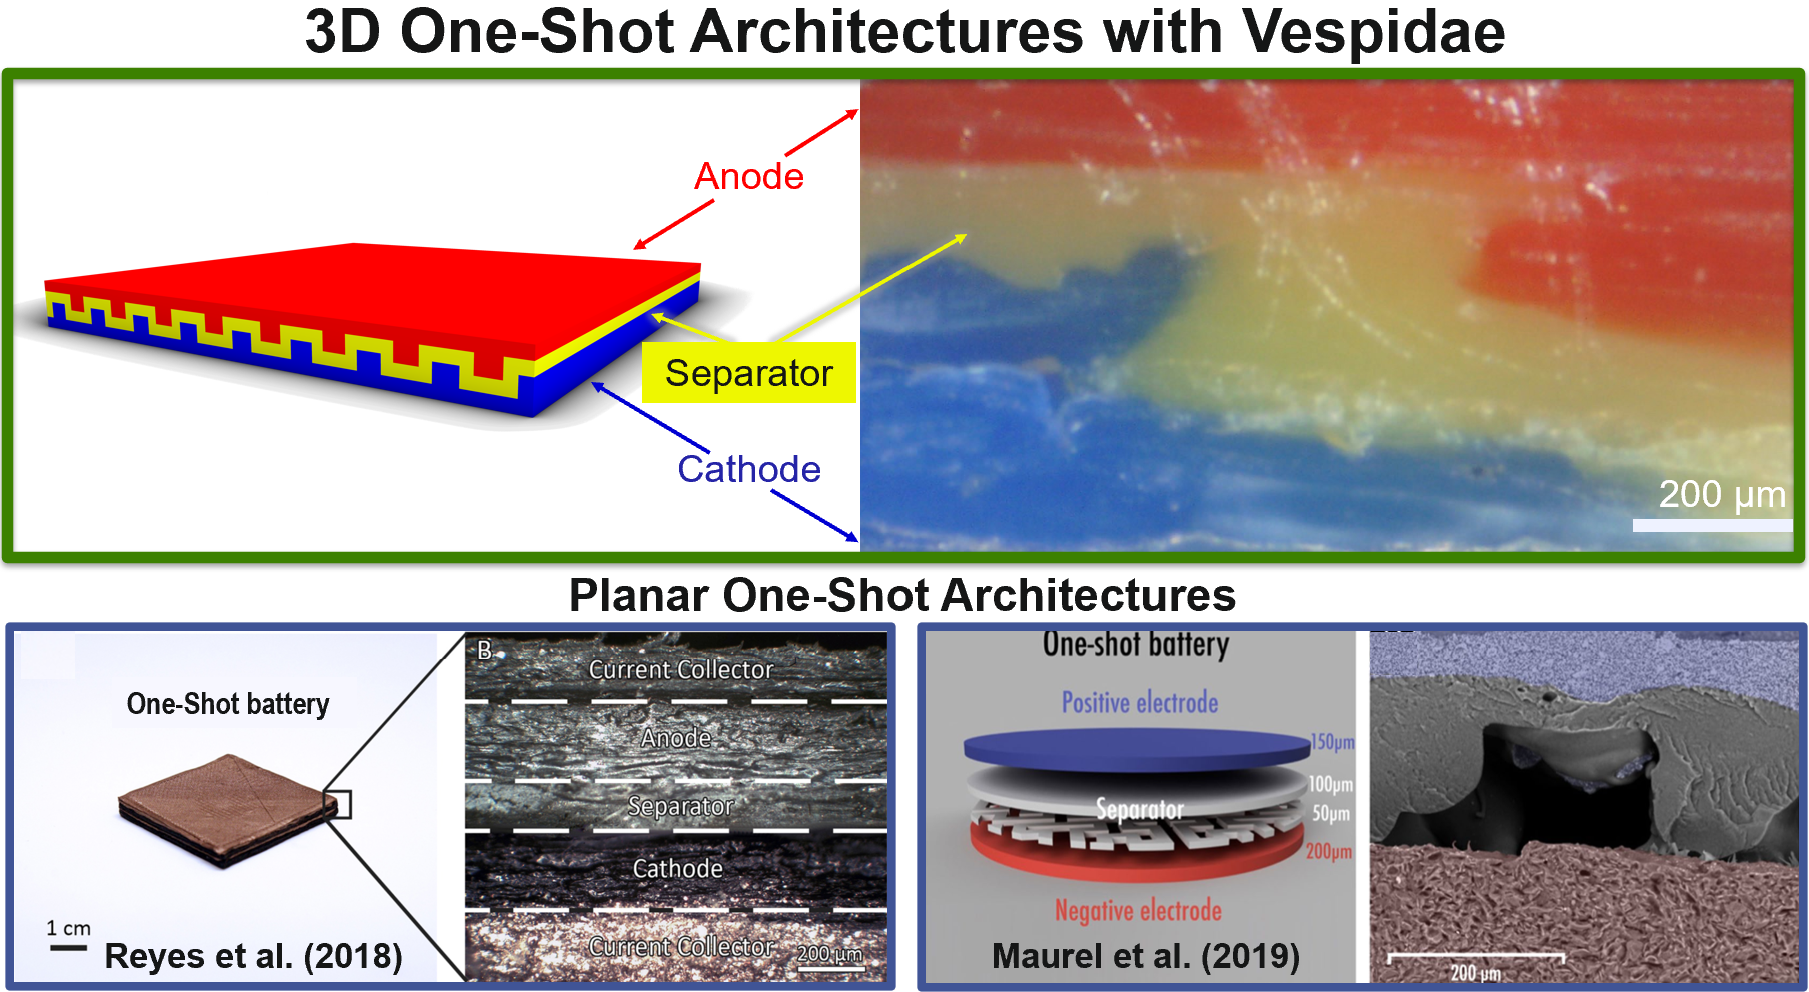 3D One-Shot Architectures with Vespidae
Anode
Separator
Cathode
200 µm
Planar One-Shot Architectures
One-Shot battery
1 cm
Reyes et al. (2018)
B
Current Collector
Anode
Separator
Cathode
Current Collector
200 µm
One-shot battery
Positive electrode
150µm
100µm
Separator
50µm
200µm
Negative electrode
Maurel et al. (2019)
200 µm